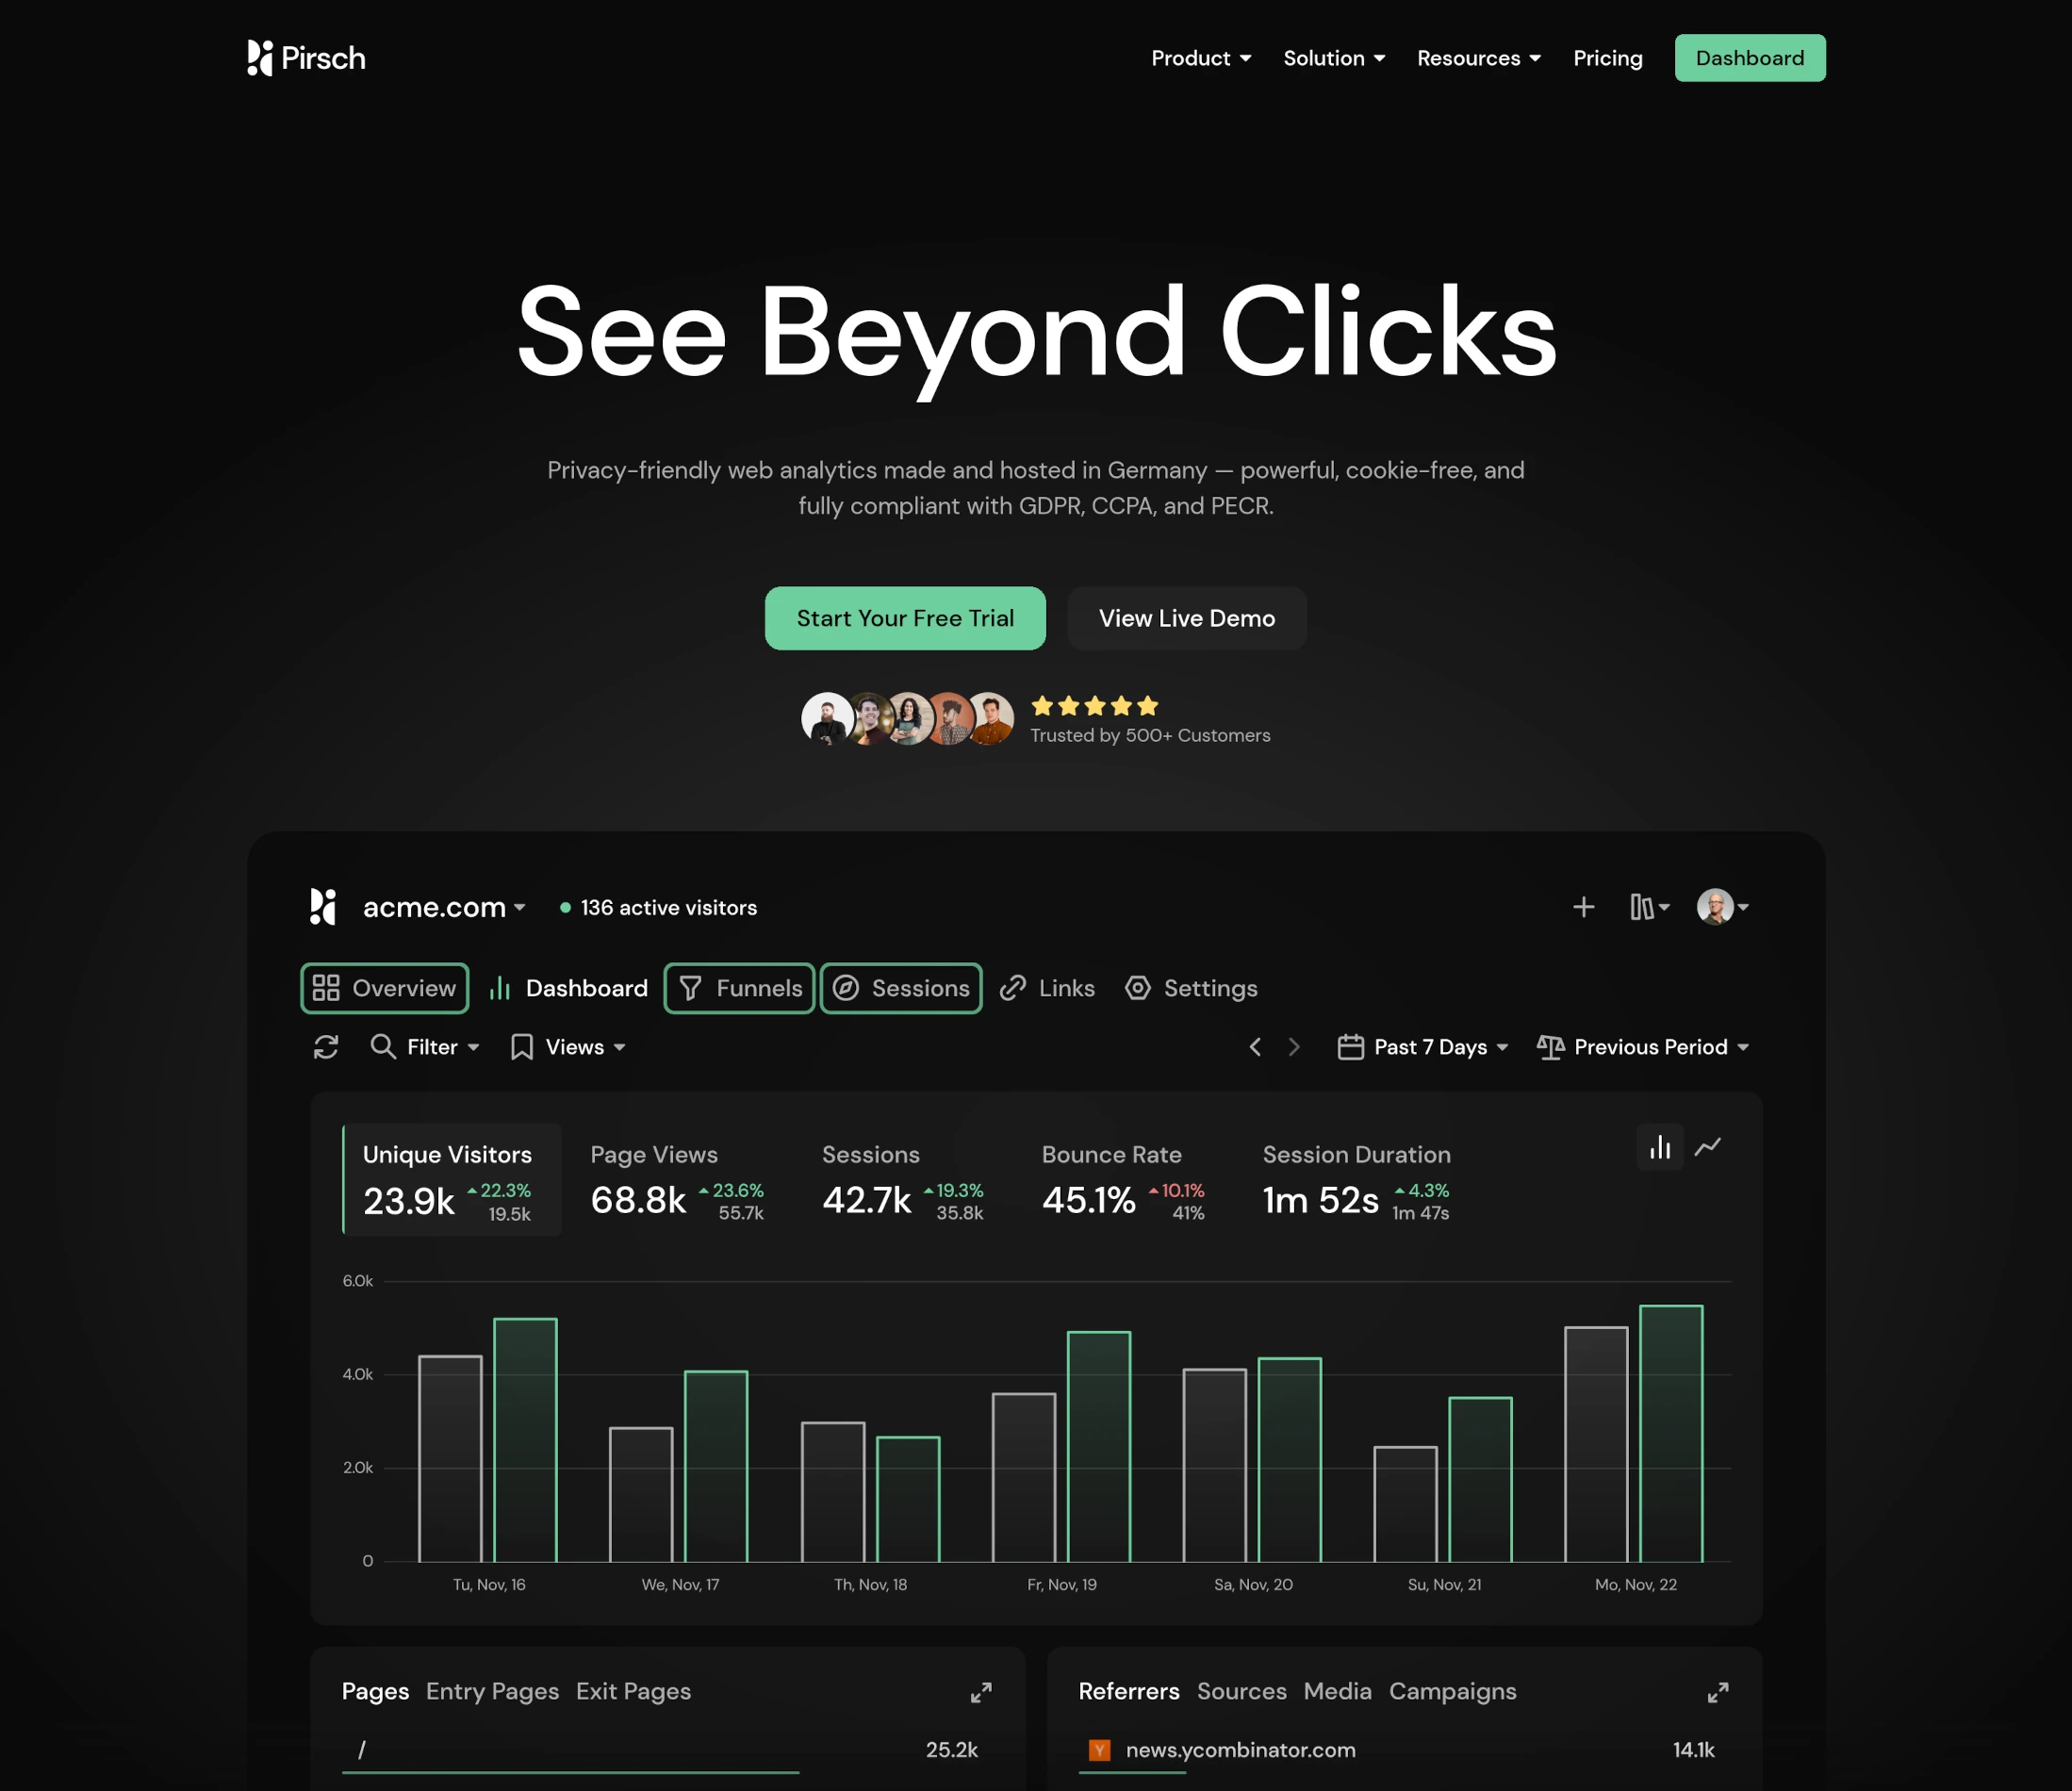 Pirsch
Product Solution Resources Pricing Dashboard
See Beyond Clicks
Privacy-friendly web analytics made and hosted in Germany — powerful, cookie-free, and
fully compliant with GDPR, CCPA, and PECR.
Start Your Free Trial View Live Demo
Trusted by 500+ Customers
acme.com 136 active visitors
Overview Dashboard Funnels Sessions Links Settings
Filter Views Past 7 Days Previous Period
Unique Visitors Page Views Sessions Bounce Rate Session Duration
23.9k 22.3% 68.8k 23.6% 42.7k 19.3% 45.1% 10.1% 1m 52s 4.3%
19.5k 55.7k 35.8k 41% 1m 47s
6.0k
4.0k
2.0k
0
Tu, Nov, 16 We, Nov, 17 Th, Nov, 18 Fr, Nov, 19 Sa, Nov, 20 Su, Nov, 21 Mo, Nov, 22
Pages Entry Pages Exit Pages
/ 25.2k
Referrers Sources Media Campaigns
Y news.ycombinator.com 14.1k